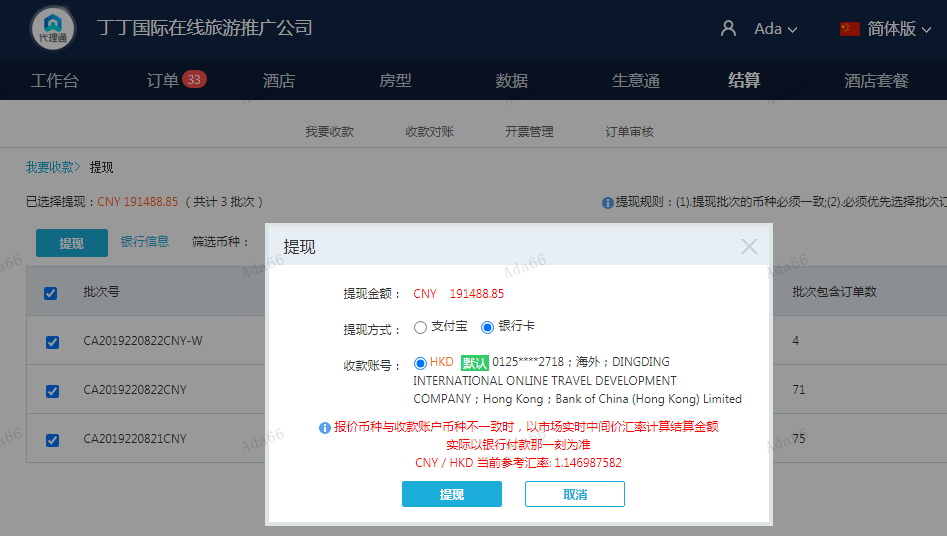 代理通
丁丁国际在线旅游推广公司
Ada
简体版
工作台
订单 33
酒店
房型
数据
生意通
结算
酒店套餐
我要收款
收款对账
开票管理
订单审核
我要收款> 提现
已选择提现：CNY 191488.85 （ 共计 3 批次 ）
提现规则：(1).提现批次的币种必须一致;(2).必须优先选择批次订
提现
银行信息
筛选币种：
批次号
批次包含订单数
CA2019220822CNY-W
4
CA2019220822CNY
71
CA2019220821CNY
75
提现
提现金额： CNY 191488.85
提现方式： 支付宝 银行卡
收款账号： HKD 默认 0125****2718；海外；DINGDING
INTERNATIONAL ONLINE TRAVEL DEVELOPMENT
COMPANY；Hong Kong；Bank of China (Hong Kong) Limited
报价币种与收款账户币种不一致时，以市场实时中间价汇率计算结算金额
实际以银行付款那一刻为准
CNY / HKD 当前参考汇率: 1.146987582
提现
取消
Ada66
Ada66
Ada66
Ada66
Ada66